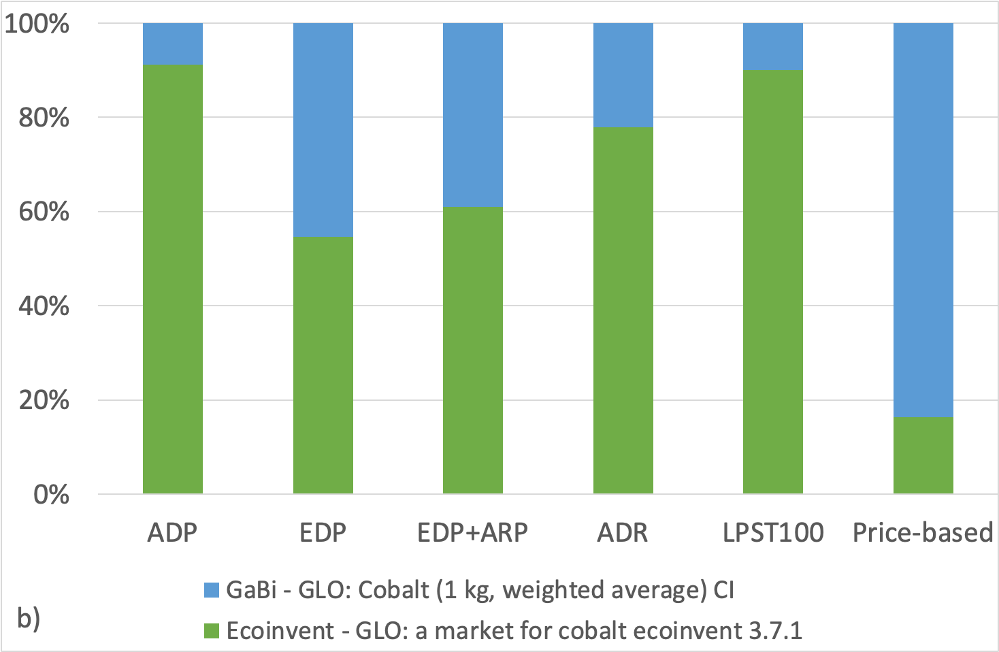 100%
80%
60%
40%
20%
0%
ADP EDP EDP+ARP ADR LPST100 Price-based
GaBi - GLO: Cobalt (1 kg, weighted average) CI
b)
Ecoinvent - GLO: a market for cobalt ecoinvent 3.7.1